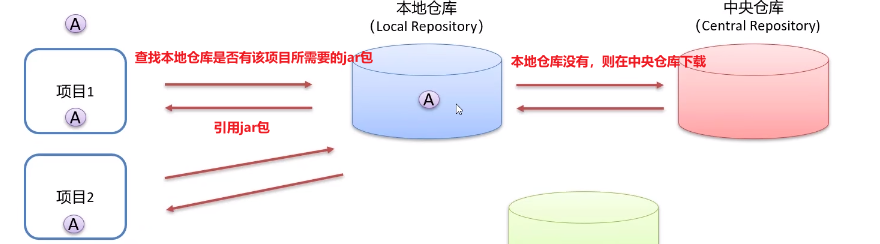 A
本地仓库
（Local Repository）
中央仓库
（Central Repository）
查找本地仓库是否有该项目所需要的jar包
本地仓库没有，则在中央仓库下载
项目1
A
A
引用jar包
项目2
A